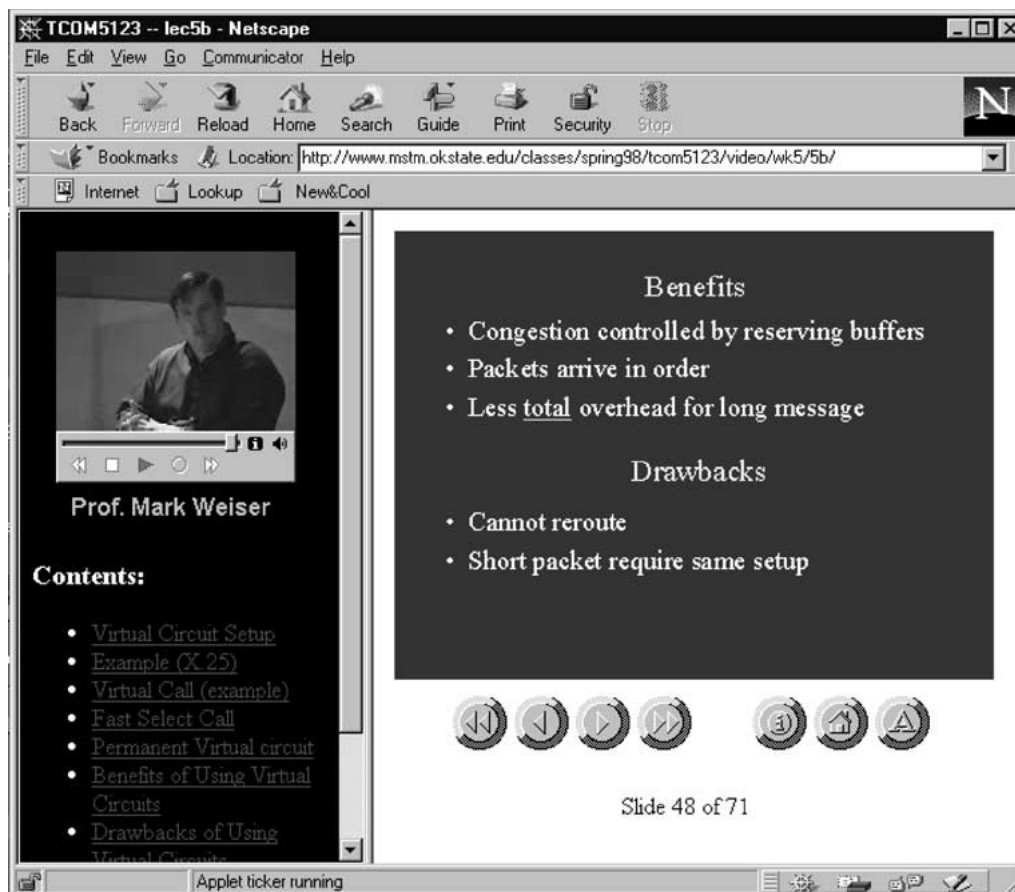 TCOM5123 -- lec5b - Netscape
File Edit View Go Communicator Help
Back Forward Reload Home Search Guide Print Security Stop
N
Bookmarks Location: http://www.mstm.okstate.edu/classes/spring98/tcom5123/video/wk5/5b/
Internet Lookup New&Cool
Prof. Mark Weiser
Contents:
• Virtual Circuit Setup
• Example (X.25)
• Virtual Call (example)
• Fast Select Call
• Permanent Virtual circuit
• Benefits of Using Virtual
Circuits
• Drawbacks of Using
Virtual Circuits
Benefits
• Congestion controlled by reserving buffers
• Packets arrive in order
• Less total overhead for long message
Drawbacks
• Cannot reroute
• Short packet require same setup
Slide 48 of 71
Applet ticker running